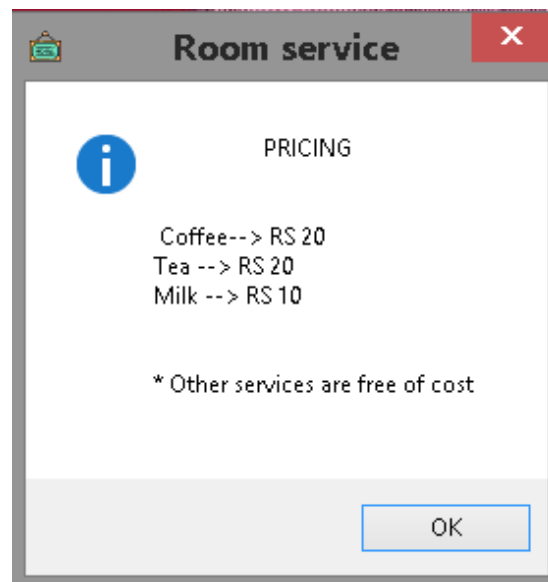 Room service
PRICING
Coffee--> RS 20
Tea --> RS 20
Milk --> RS 10
* Other services are free of cost
OK